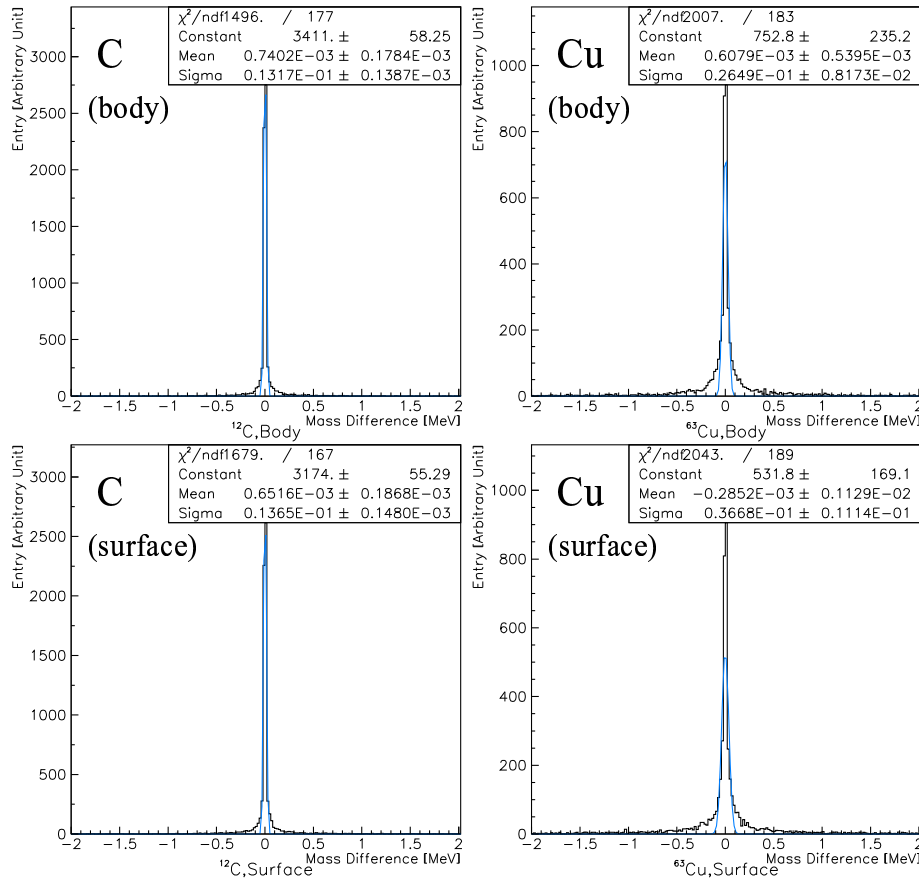 χ²/ndf1496. / 177
Constant 3411. ± 58.25
Mean 0.7402E-03 ± 0.1784E-03
Sigma 0.1317E-01 ± 0.1387E-03
C
(body)
Entry [Arbitrary Unit]
3000
2500
2000
1500
1000
500
0
-2 -1.5 -1 -0.5 0 0.5 1 1.5 2
Mass Difference [MeV]
¹²C,Body
χ²/ndf2007. / 183
Constant 752.8 ± 235.2
Mean 0.6079E-03 ± 0.5395E-03
Sigma 0.2649E-01 ± 0.8173E-02
Cu
(body)
Entry [Arbitrary Unit]
1000
800
600
400
200
0
-2 -1.5 -1 -0.5 0 0.5 1 1.5 2
Mass Difference [MeV]
⁶³Cu,Body
χ²/ndf1679. / 167
Constant 3174. ± 55.29
Mean 0.6516E-03 ± 0.1868E-03
Sigma 0.1365E-01 ± 0.1480E-03
C
(surface)
Entry [Arbitrary Unit]
3000
2500
2000
1500
1000
500
0
-2 -1.5 -1 -0.5 0 0.5 1 1.5 2
Mass Difference [MeV]
¹²C,Surface
χ²/ndf2043. / 189
Constant 531.8 ± 169.1
Mean -0.2852E-03 ± 0.1129E-02
Sigma 0.3668E-01 ± 0.1114E-01
Cu
(surface)
Entry [Arbitrary Unit]
1000
800
600
400
200
0
-2 -1.5 -1 -0.5 0 0.5 1 1.5 2
Mass Difference [MeV]
⁶³Cu,Surface